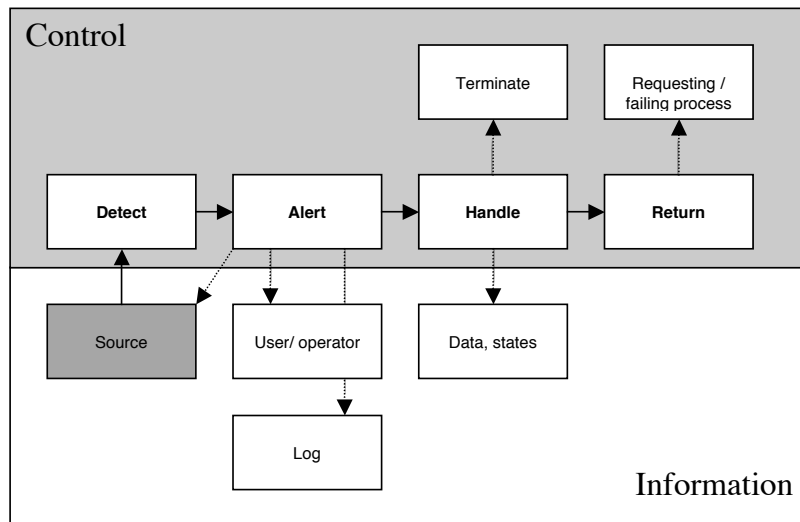 Control
Terminate
Requesting /
failing process
Detect
Alert
Handle
Return
Source
User/ operator
Data, states
Log
Information